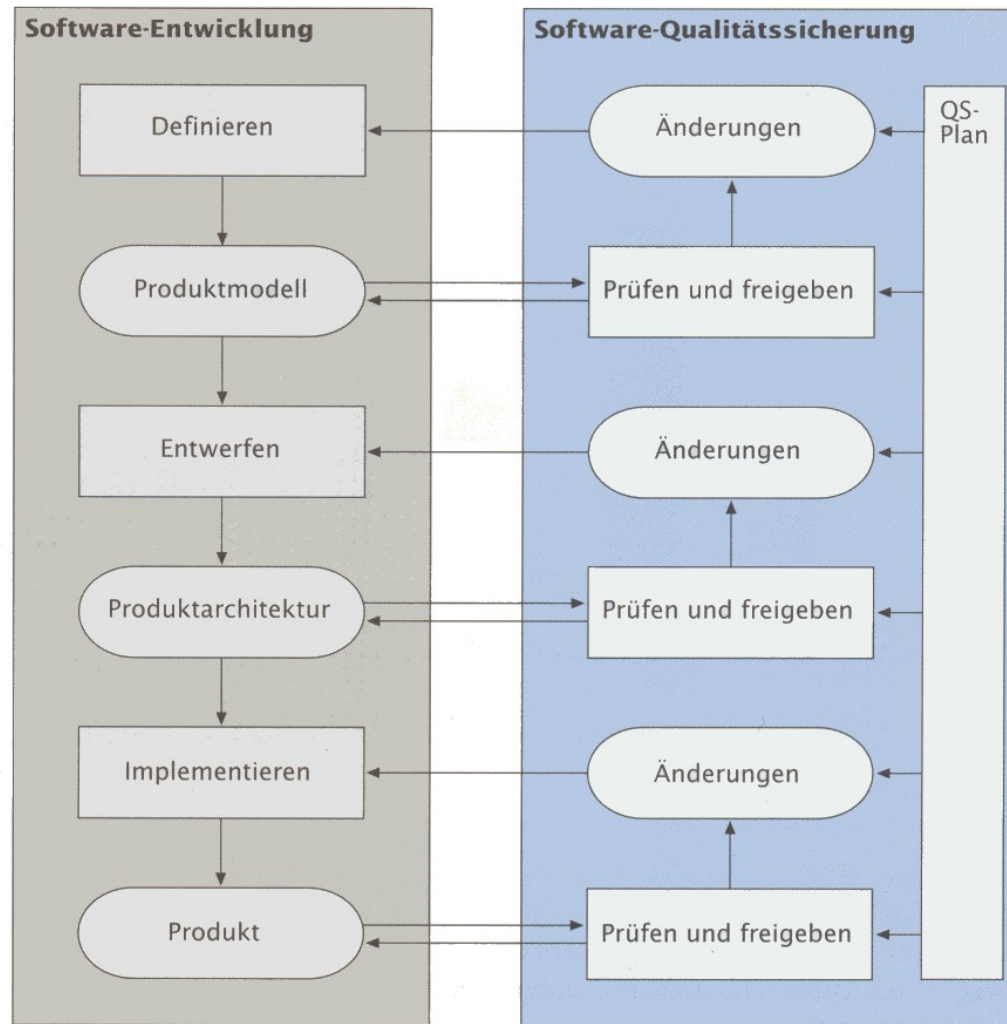 Software-Entwicklung
Software-Qualitätssicherung
Definieren
Änderungen
QS-
Plan
Produktmodell
Prüfen und freigeben
Entwerfen
Änderungen
Produktarchitektur
Prüfen und freigeben
Implementieren
Änderungen
Produkt
Prüfen und freigeben